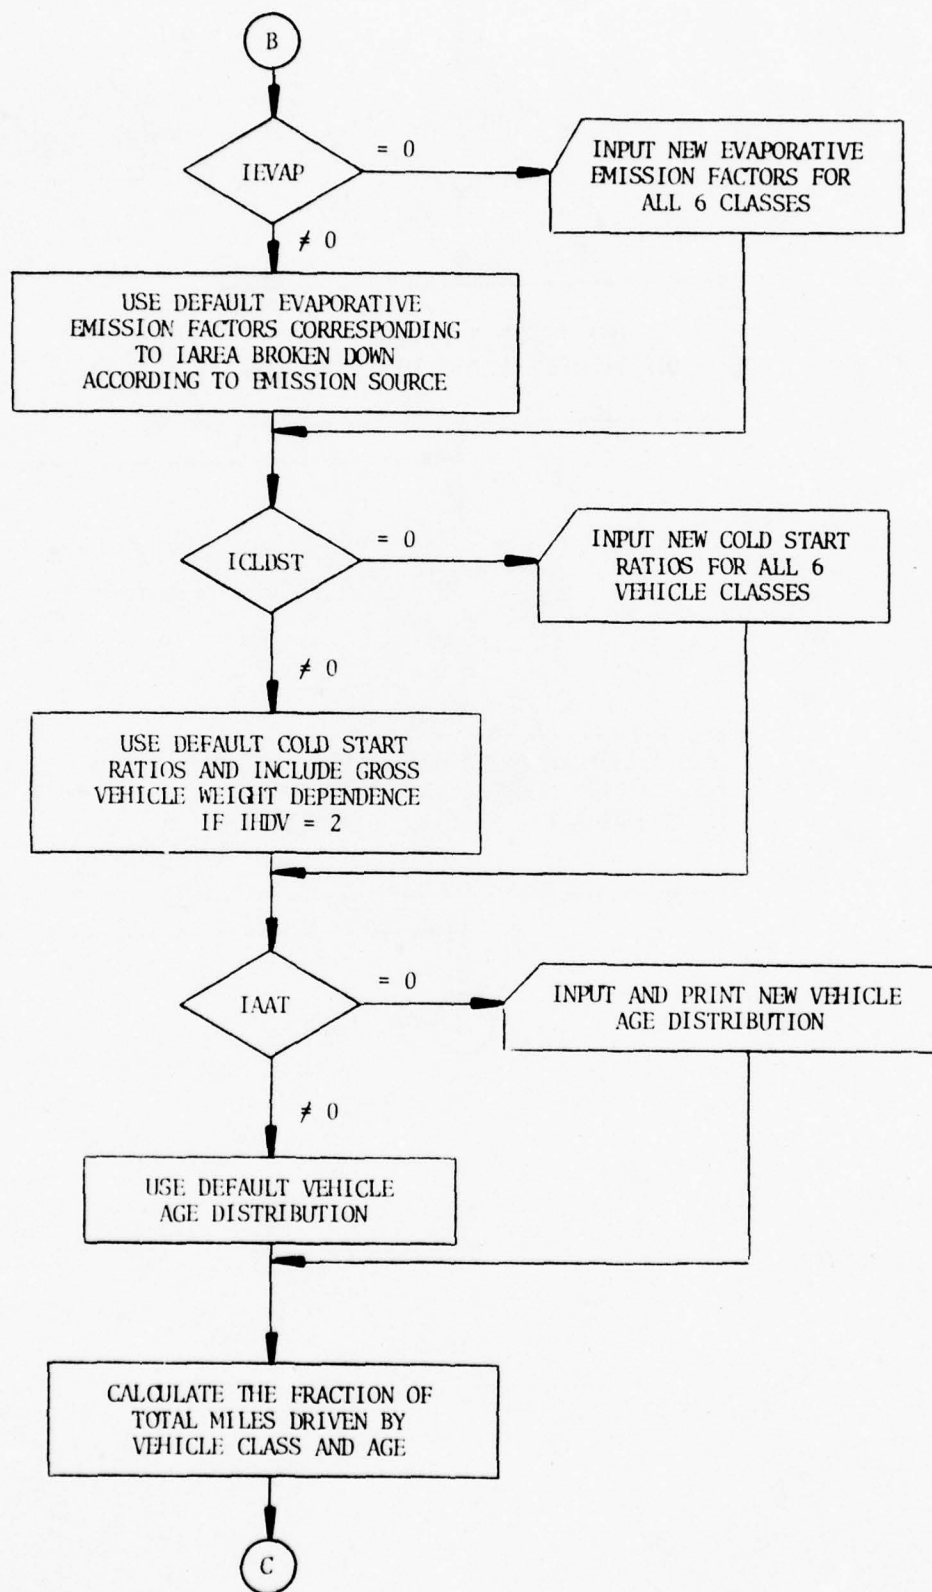 B
IEVAP
= 0
INPUT NEW EVAPORATIVE
EMISSION FACTORS FOR
ALL 6 CLASSES
≠ 0
USE DEFAULT EVAPORATIVE
EMISSION FACTORS CORRESPONDING
TO IAREA BROKEN DOWN
ACCORDING TO EMISSION SOURCE
ICLDST
= 0
INPUT NEW COLD START
RATIOS FOR ALL 6
VEHICLE CLASSES
≠ 0
USE DEFAULT COLD START
RATIOS AND INCLUDE GROSS
VEHICLE WEIGHT DEPENDENCE
IF IHDV = 2
IAAT
= 0
INPUT AND PRINT NEW VEHICLE
AGE DISTRIBUTION
≠ 0
USE DEFAULT VEHICLE
AGE DISTRIBUTION
CALCULATE THE FRACTION OF
TOTAL MILES DRIVEN BY
VEHICLE CLASS AND AGE
C